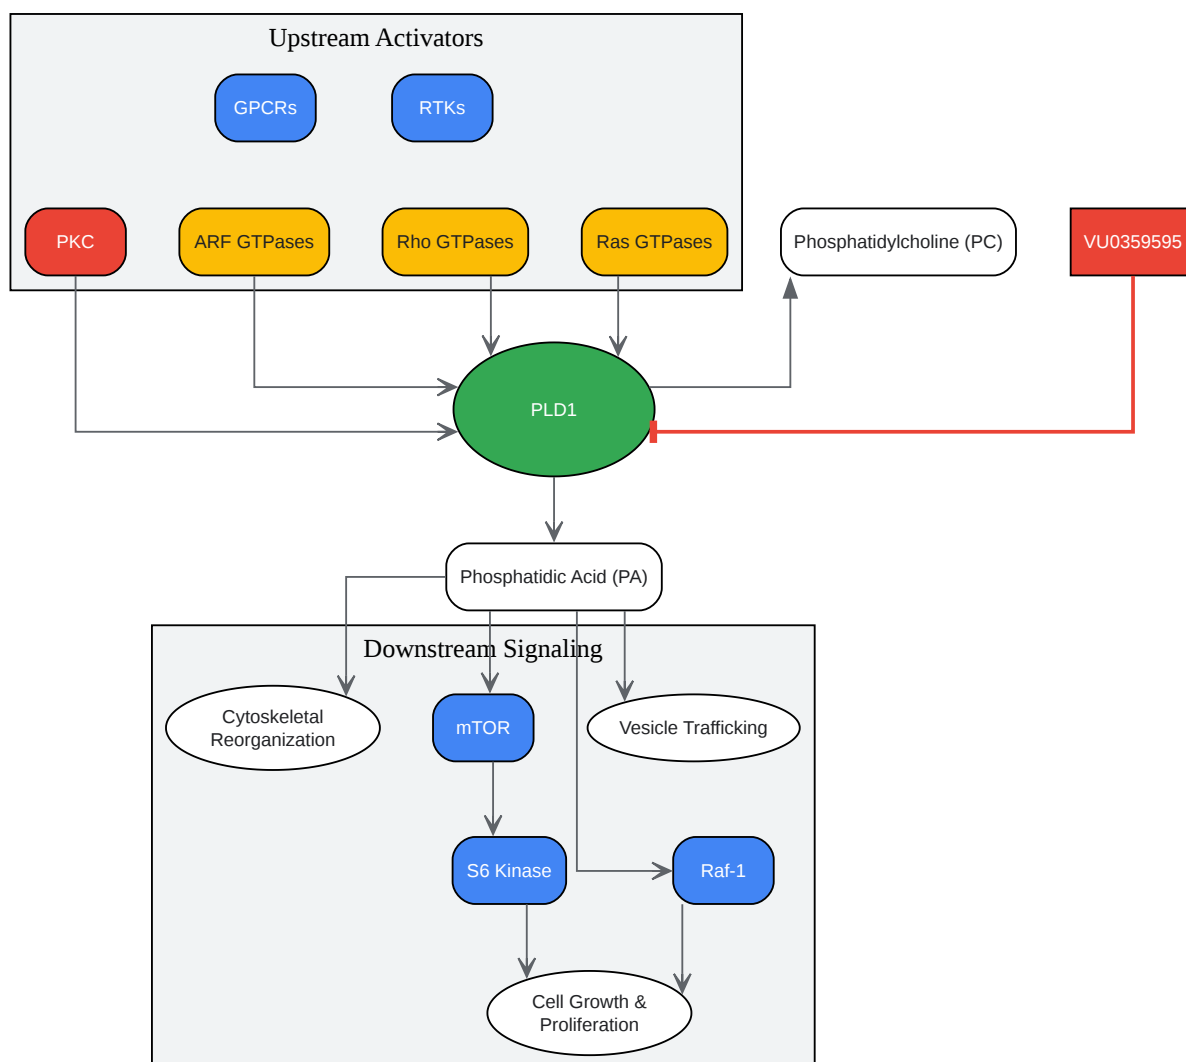 Upstream Activators
GPCRs
RTKs
PKC
ARF GTPases
Rho GTPases
Ras GTPases
Phosphatidylcholine (PC)
VU0359595
PLD1
Phosphatidic Acid (PA)
Downstream Signaling
Cytoskeletal
Reorganization
mTOR
Vesicle Trafficking
S6 Kinase
Raf-1
Cell Growth &
Proliferation